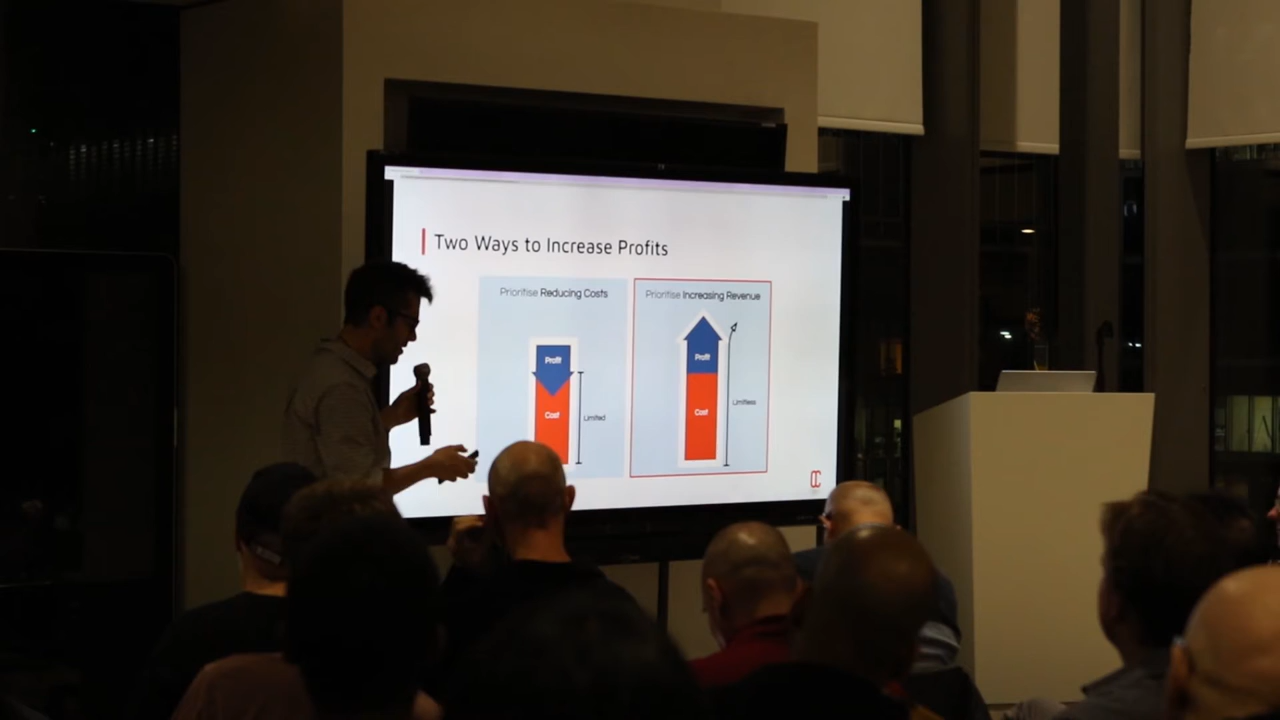 Two Ways to Increase Profits
Prioritise Reducing Costs
Prioritise Increasing Revenue
Profit
Cost
Limited
Profit
Cost
Limitless